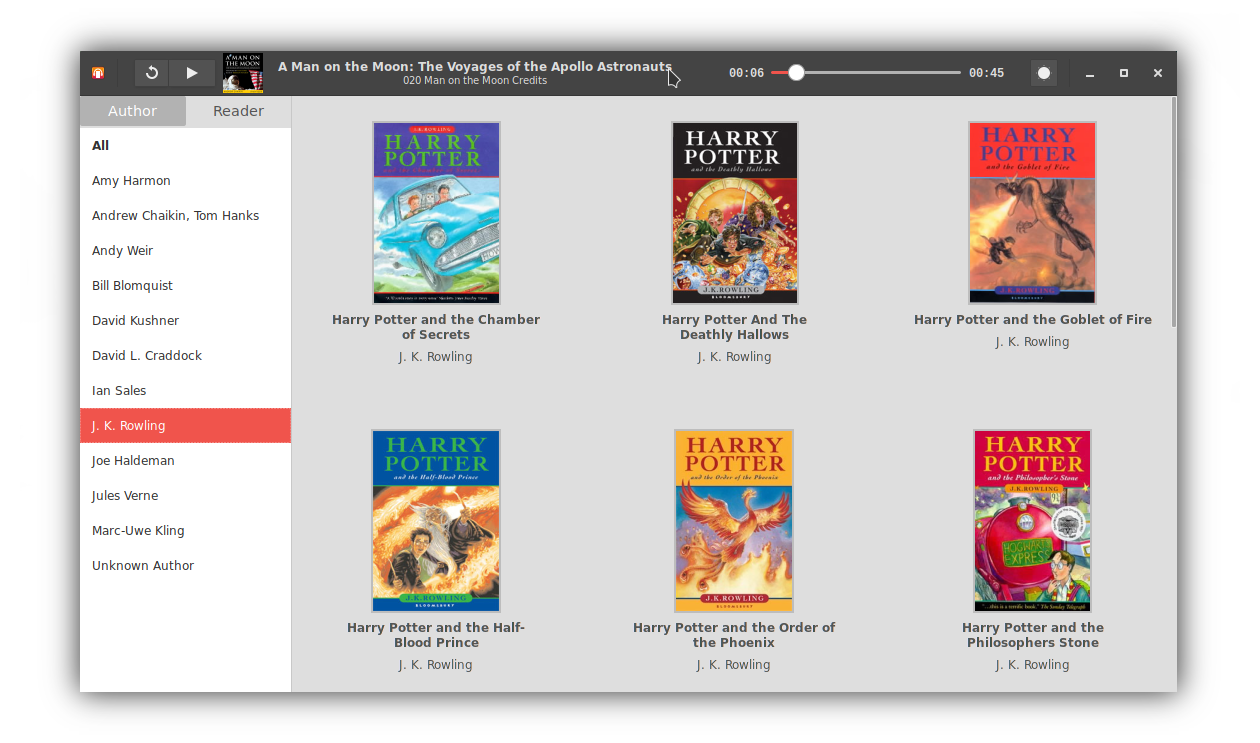 A MAN ON
THE MOON
A Man on the Moon: The Voyages of the Apollo Astronauts
020 Man on the Moon Credits
00:06
00:45
Author
Reader
All
Amy Harmon
Andrew Chaikin, Tom Hanks
Andy Weir
Bill Blomquist
David Kushner
David L. Craddock
Ian Sales
J. K. Rowling
Joe Haldeman
Jules Verne
Marc-Uwe Kling
Unknown Author
J.K.ROWLING
HARRY
POTTER
and the Chamber of Secrets
Harry Potter and the Chamber
of Secrets
J. K. Rowling
HARRY
POTTER
and the Deathly Hallows
J.K.ROWLING
BLOOMSBURY
Harry Potter And The
Deathly Hallows
J. K. Rowling
HARRY
POTTER
and the Goblet of Fire
J.K.ROWLING
BLOOMSBURY
Harry Potter and the Goblet of Fire
J. K. Rowling
HARRY
POTTER
and the Half-Blood Prince
J.K.ROWLING
BLOOMSBURY
Harry Potter and the Half-
Blood Prince
J. K. Rowling
HARRY
POTTER
and the Order of the Phoenix
J.K.ROWLING
BLOOMSBURY
Harry Potter and the Order of
the Phoenix
J. K. Rowling
HARRY
POTTER
and the Philosopher's Stone
J.K.ROWLING
9¾
HOGWARTS
EXPRESS
"...this is a terrific book." The Sunday Telegraph
Harry Potter and the
Philosophers Stone
J. K. Rowling